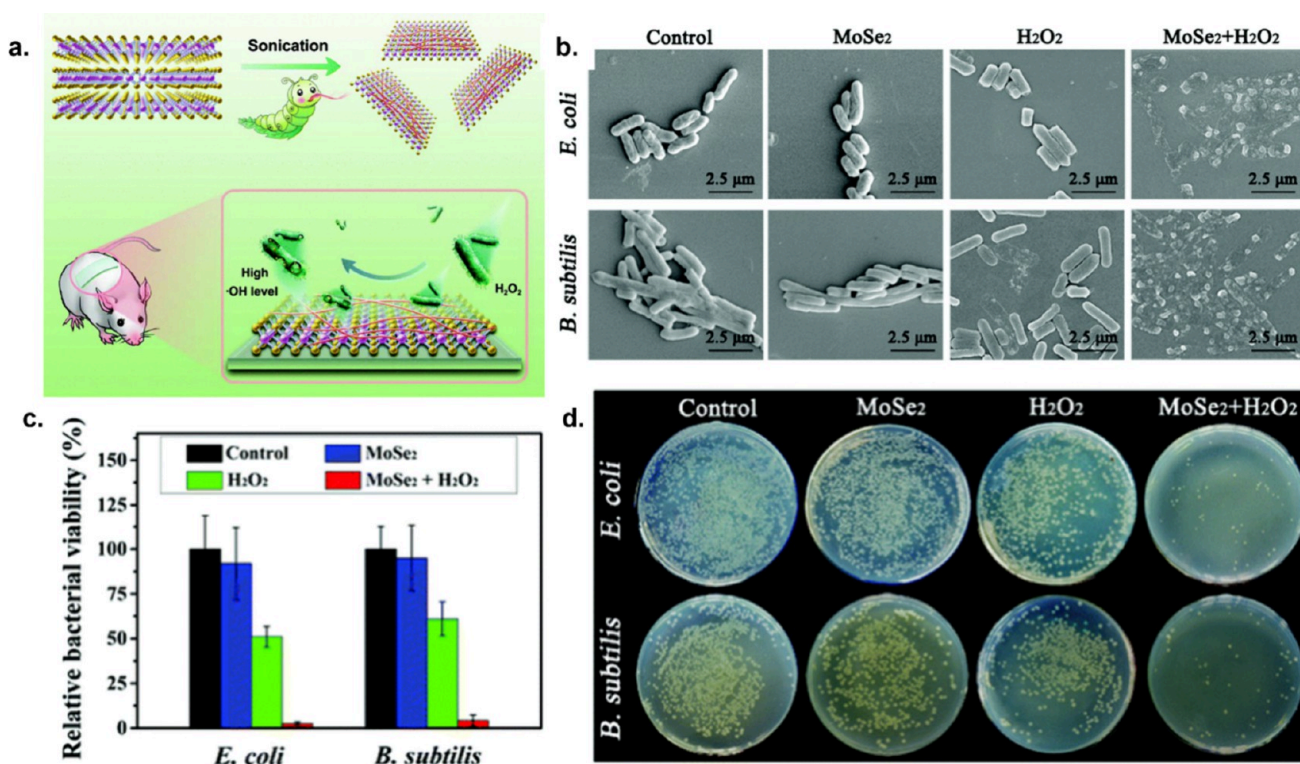 a.
Sonication
High
·OH level
H2O2
b.
Control MoSe2 H2O2 MoSe2+H2O2
E. coli
2.5 μm 2.5 μm 2.5 μm 2.5 μm
B. subtilis
2.5 μm 2.5 μm 2.5 μm 2.5 μm
c.
Relative bacterial viability (%)
150
125
100
75
50
25
0
Control MoSe2
H2O2 MoSe2 + H2O2
E. coli B. subtilis
d.
Control MoSe2 H2O2 MoSe2+H2O2
E. coli
B. subtilis